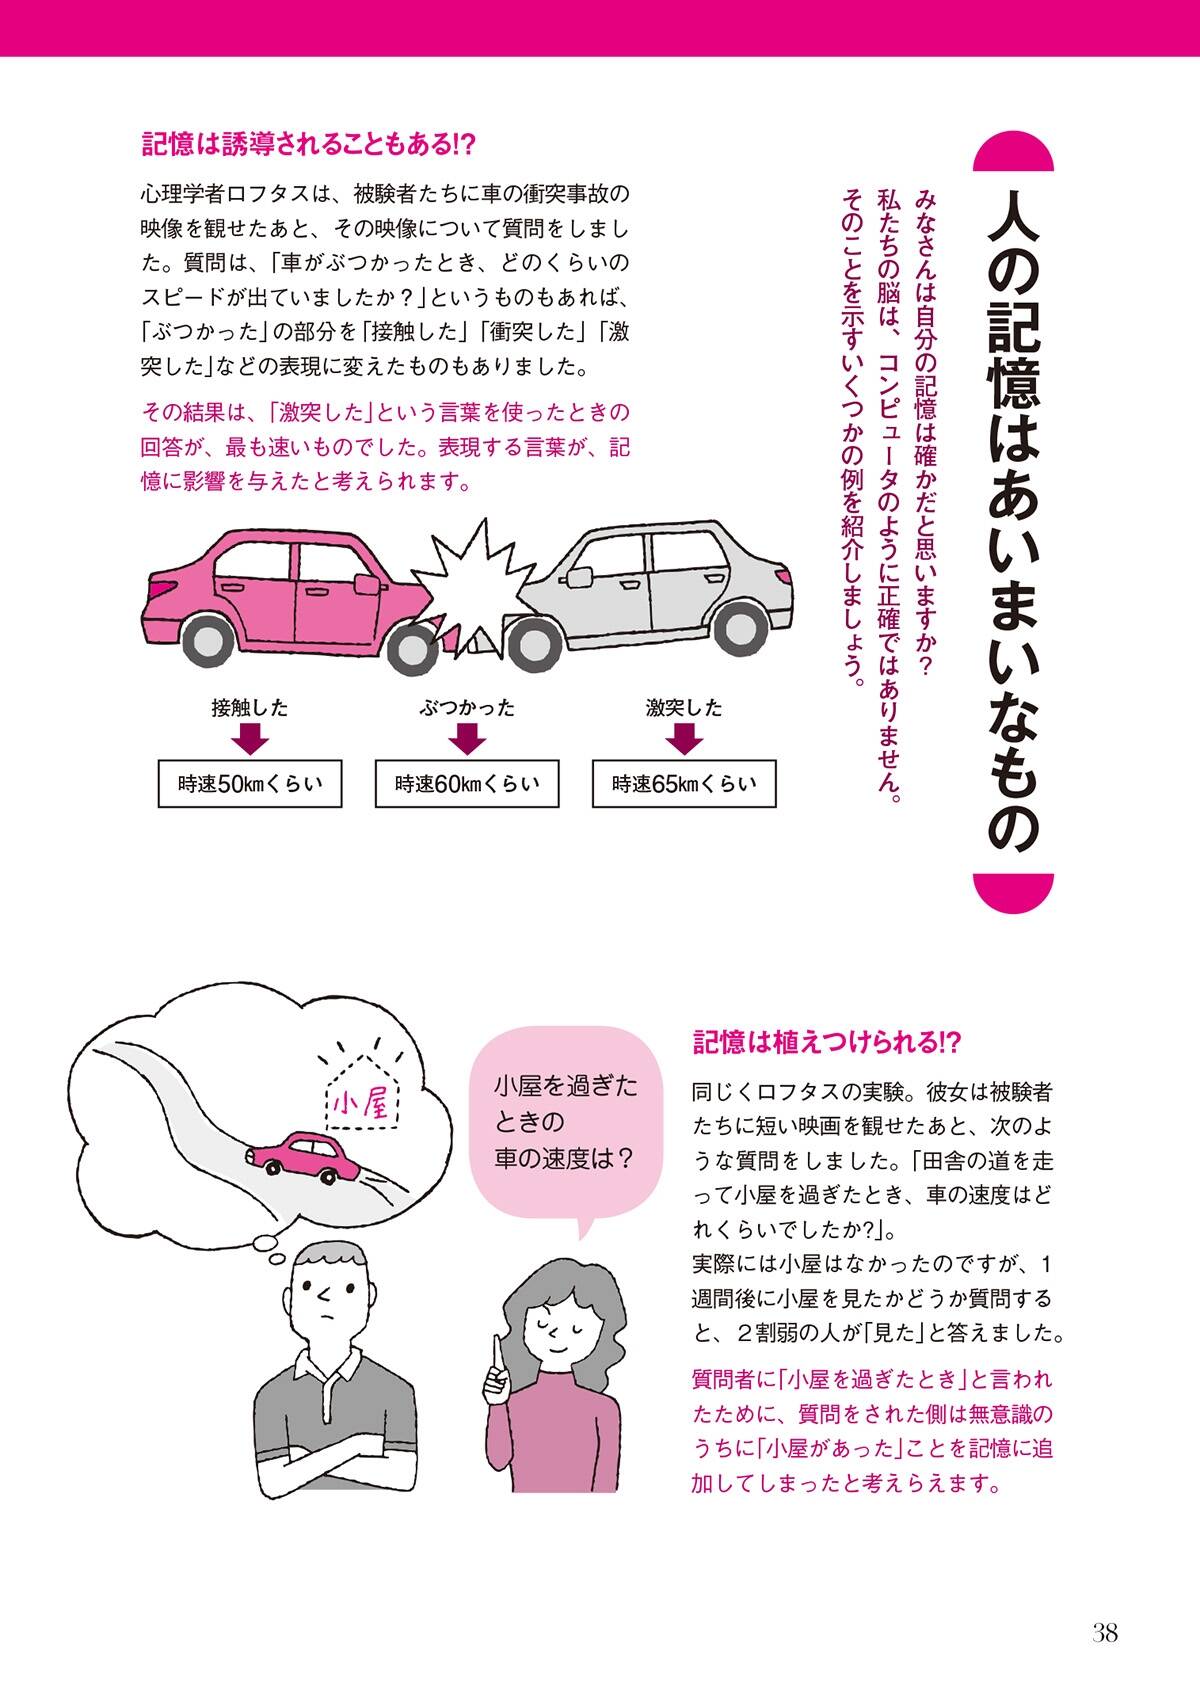 人の記憶はあいまいなもの
みなさんは自分の記憶は確かだと思いますか？
私たちの脳は、コンピュータのように正確ではありません。
そのことを示すいくつかの例を紹介しましょう。
記憶は誘導されることもある!?
心理学者ロフタスは、被験者たちに車の衝突事故の
映像を観せたあと、その映像について質問をしまし
た。質問は、「車がぶつかったとき、どのくらいの
スピードが出ていましたか？」というものもあれば、
「ぶつかった」の部分を「接触した」「衝突した」「激
突した」などの表現に変えたものもありました。
その結果は、「激突した」という言葉を使ったときの
回答が、最も速いものでした。表現する言葉が、記
憶に影響を与えたと考えられます。
接触した
ぶつかった
激突した
時速50㎞くらい
時速60㎞くらい
時速65㎞くらい
記憶は植えつけられる!?
同じくロフタスの実験。彼女は被験者
たちに短い映画を観せたあと、次のよ
うな質問をしました。「田舎の道を走
って小屋を過ぎたとき、車の速度はど
れくらいでしたか?」。
実際には小屋はなかったのですが、1
週間後に小屋を見たかどうか質問する
と、２割弱の人が「見た」と答えました。
質問者に「小屋を過ぎたとき」と言われ
たために、質問をされた側は無意識の
うちに「小屋があった」ことを記憶に追
加してしまったと考えらえます。
小屋
小屋を過ぎた
ときの
車の速度は？
38